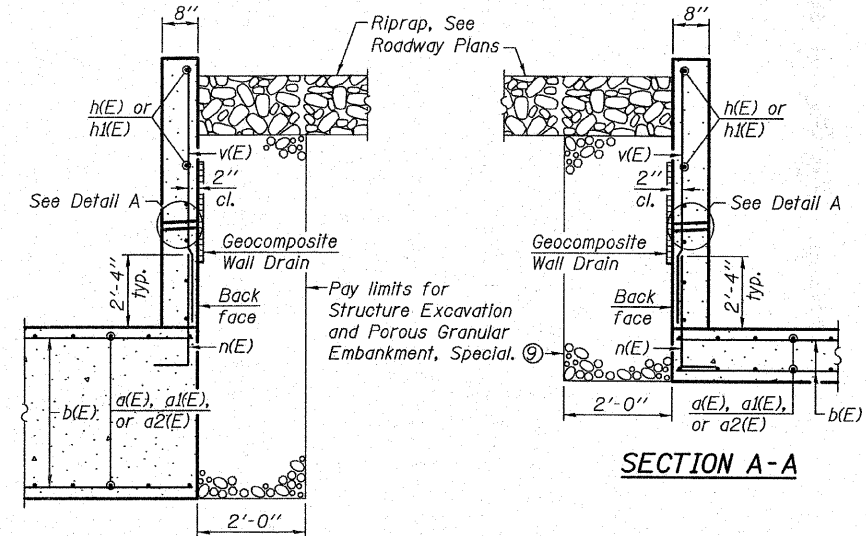 8"
Riprap, See
Roadway Plans
8"
h(E) or
h1(E)
v(E)
2"
cl.
See Detail A
Geocomposite
Wall Drain
2'-4"
typ.
Back
face
Pay limits for
Structure Excavation
and Porous Granular
Embankment, Special. 9
n(E)
b(E)
a(E), a1(E),
or a2(E)
2'-0"
h(E) or
h1(E)
v(E)
2"
cl.
See Detail A
Geocomposite
Wall Drain
2'-4"
typ.
Back
face
n(E)
2'-0"
a(E), a1(E),
or a2(E)
b(E)
SECTION A-A